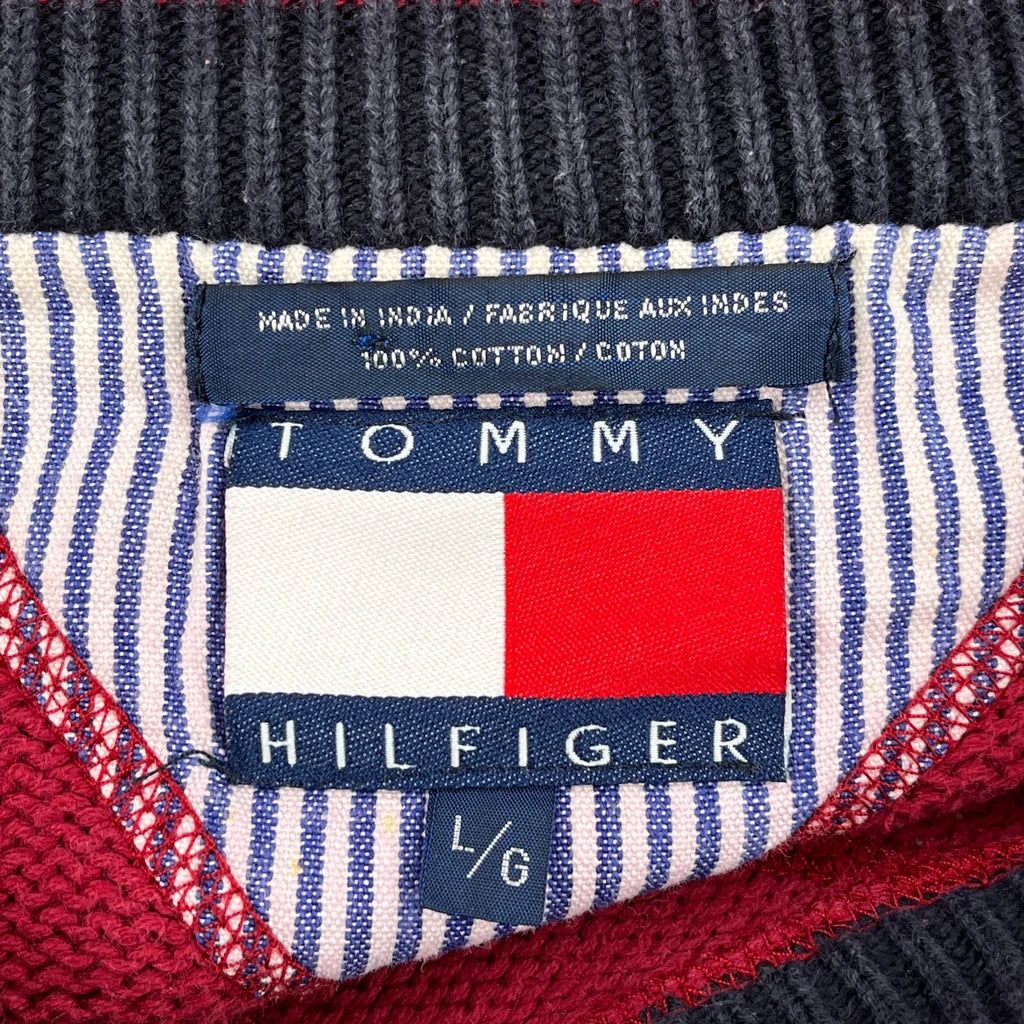 MADE IN INDIA / FABRIQUE AUX INDES
100% COTTON / COTON
TOMMY
HILFIGER
L/G